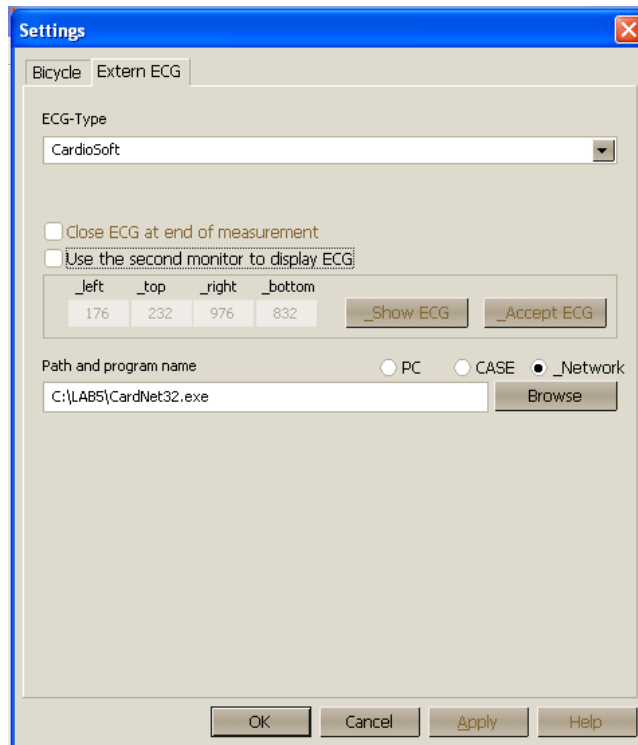 Settings
Bicycle Extern ECG
ECG-Type
CardioSoft
Close ECG at end of measurement
Use the second monitor to display ECG
_left _top _right _bottom
176 232 976 832 _Show ECG _Accept ECG
Path and program name PC CASE _Network
C:\LAB5\CardNet32.exe Browse
OK Cancel Apply Help